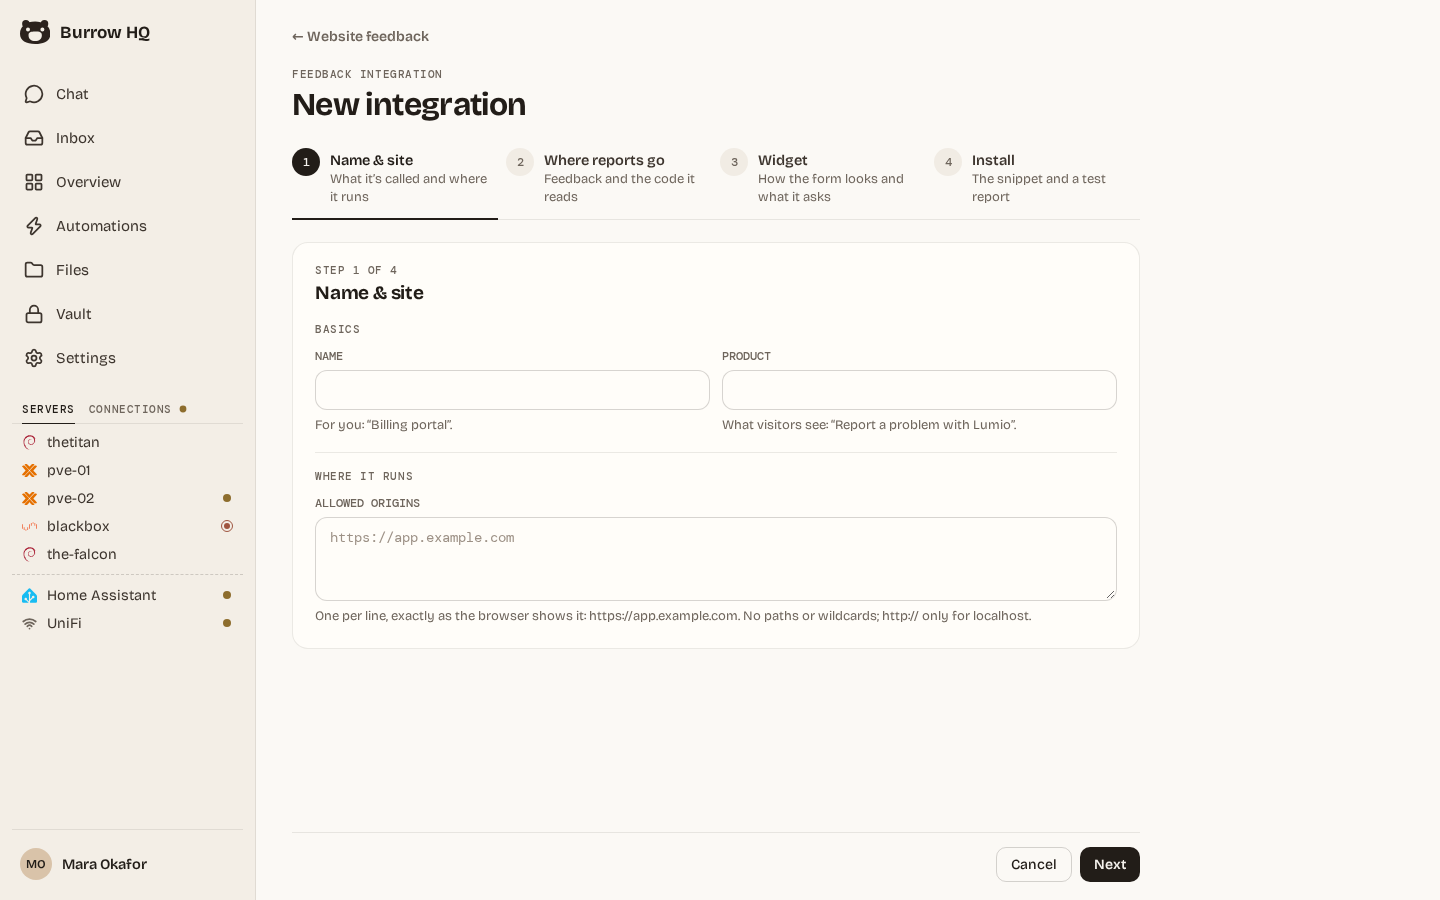 Burrow HQ
Chat
Inbox
Overview
Automations
Files
Vault
Settings
SERVERS CONNECTIONS
thetitan
pve-01
pve-02
blackbox
the-falcon
Home Assistant
UniFi
MO Mara Okafor
← Website feedback
FEEDBACK INTEGRATION
New integration
1 Name & site
What it's called and where
it runs
2 Where reports go
Feedback and the code it
reads
3 Widget
How the form looks and
what it asks
4 Install
The snippet and a test
report
STEP 1 OF 4
Name & site
BASICS
NAME
For you: “Billing portal”.
PRODUCT
What visitors see: “Report a problem with Lumio”.
WHERE IT RUNS
ALLOWED ORIGINS
https://app.example.com
One per line, exactly as the browser shows it: https://app.example.com. No paths or wildcards; http:// only for localhost.
Cancel Next